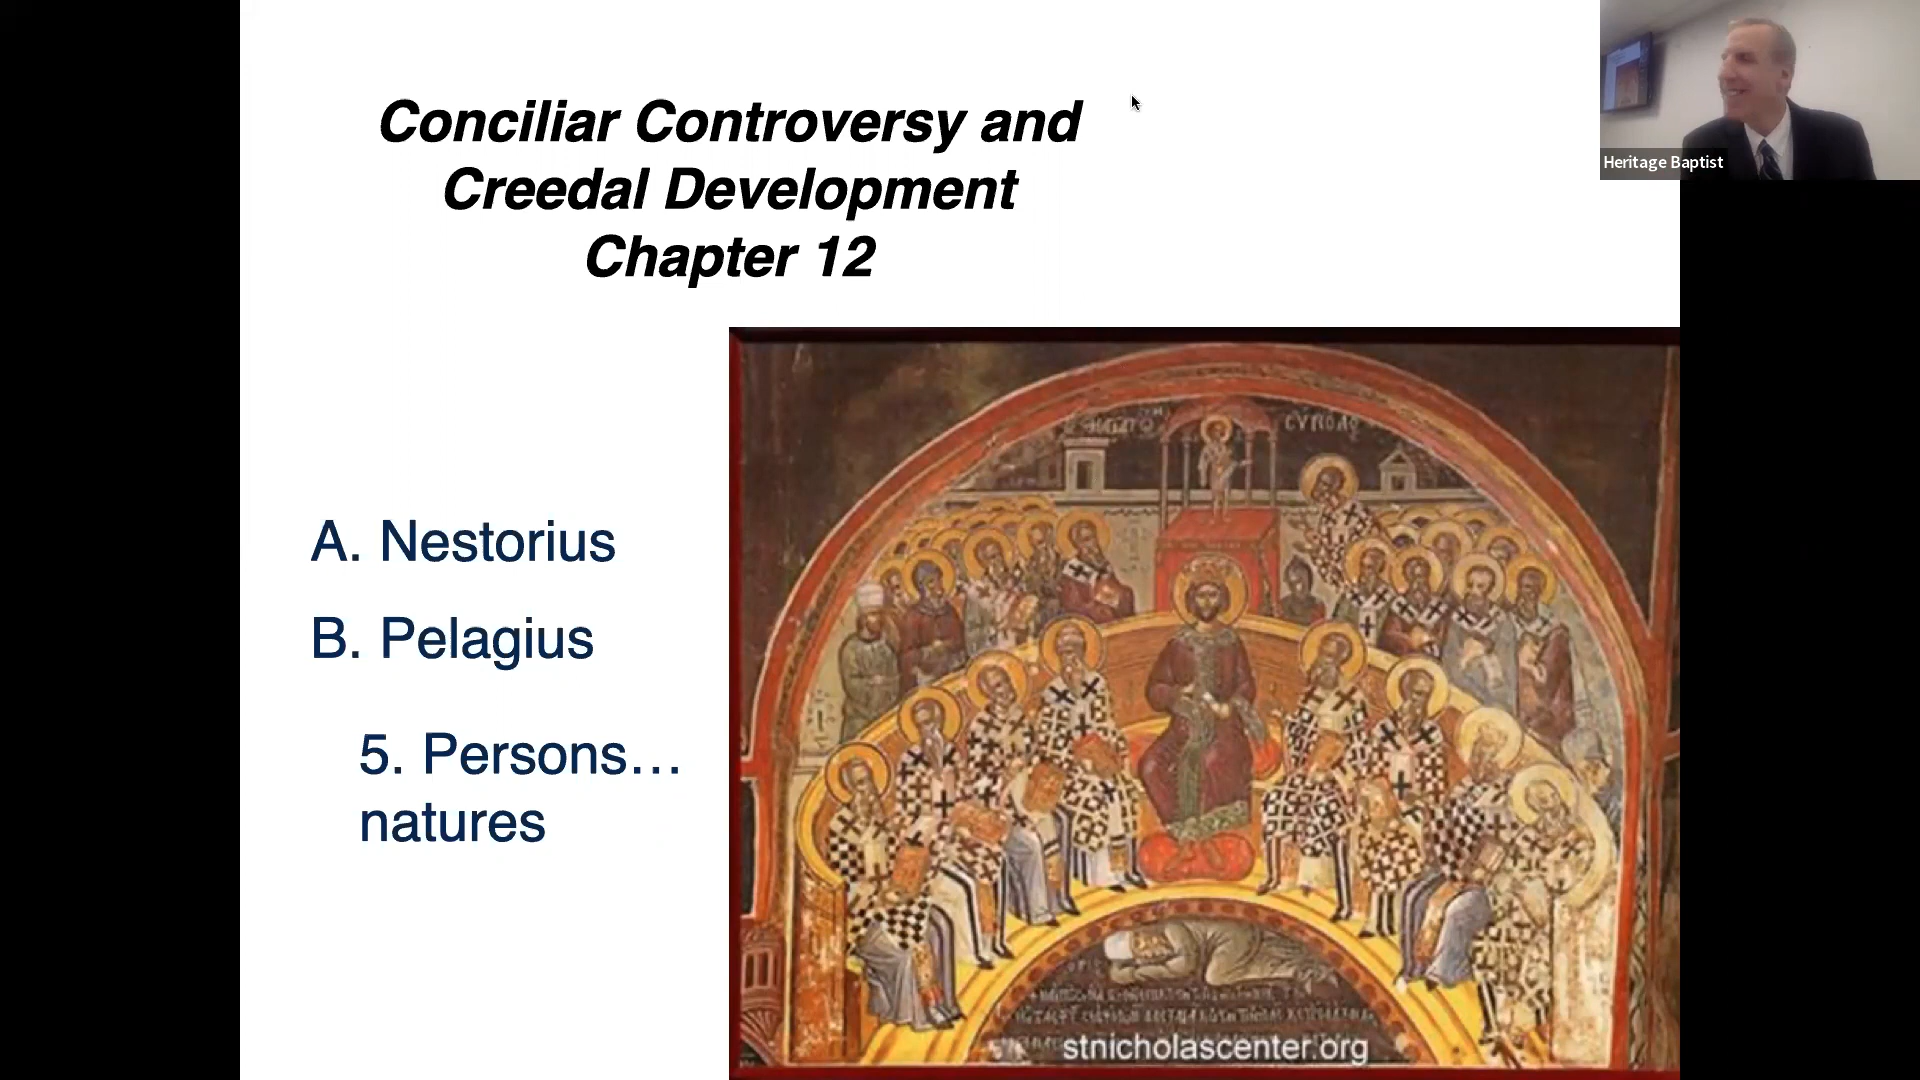 Conciliar Controversy and
Creedal Development
Chapter 12
Heritage Baptist
A. Nestorius
B. Pelagius
5. Persons…
natures
stnicholascenter.org